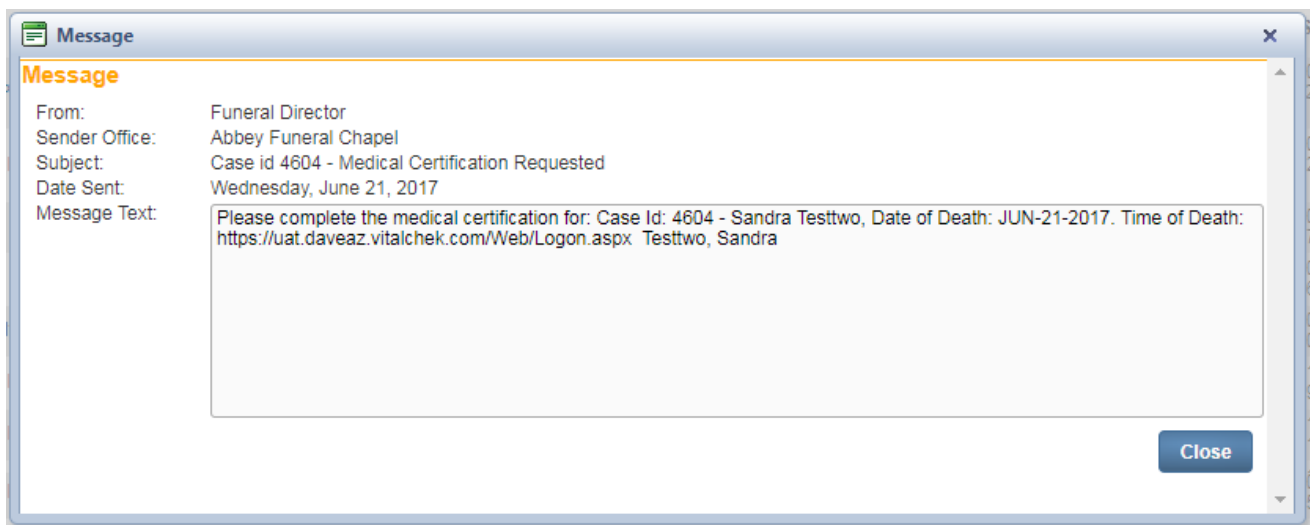 Message
Message
From: Funeral Director
Sender Office: Abbey Funeral Chapel
Subject: Case id 4604 - Medical Certification Requested
Date Sent: Wednesday, June 21, 2017
Message Text: Please complete the medical certification for: Case Id: 4604 - Sandra Testtwo, Date of Death: JUN-21-2017. Time of Death:
https://uat.daveaz.vitalchek.com/Web/Logon.aspx  Testtwo, Sandra
Close